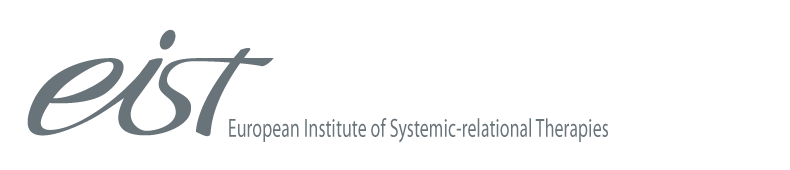 eist
European Institute of Systemic-relational Therapies